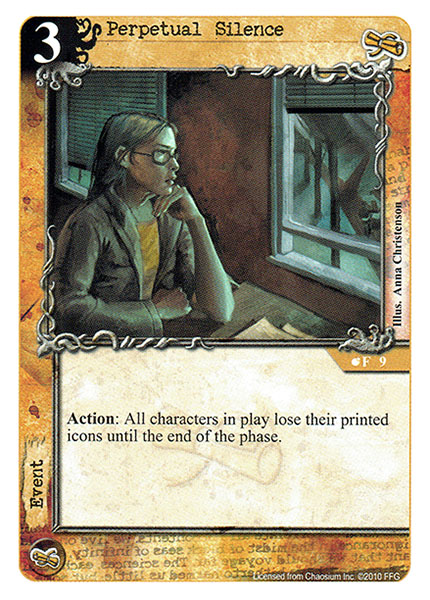 3
Perpetual Silence
Illus. Anna Christenson
F 9
Action: All characters in play lose their printed
icons until the end of the phase.
Event
Licensed from Chaosium Inc. ©2010 FFG